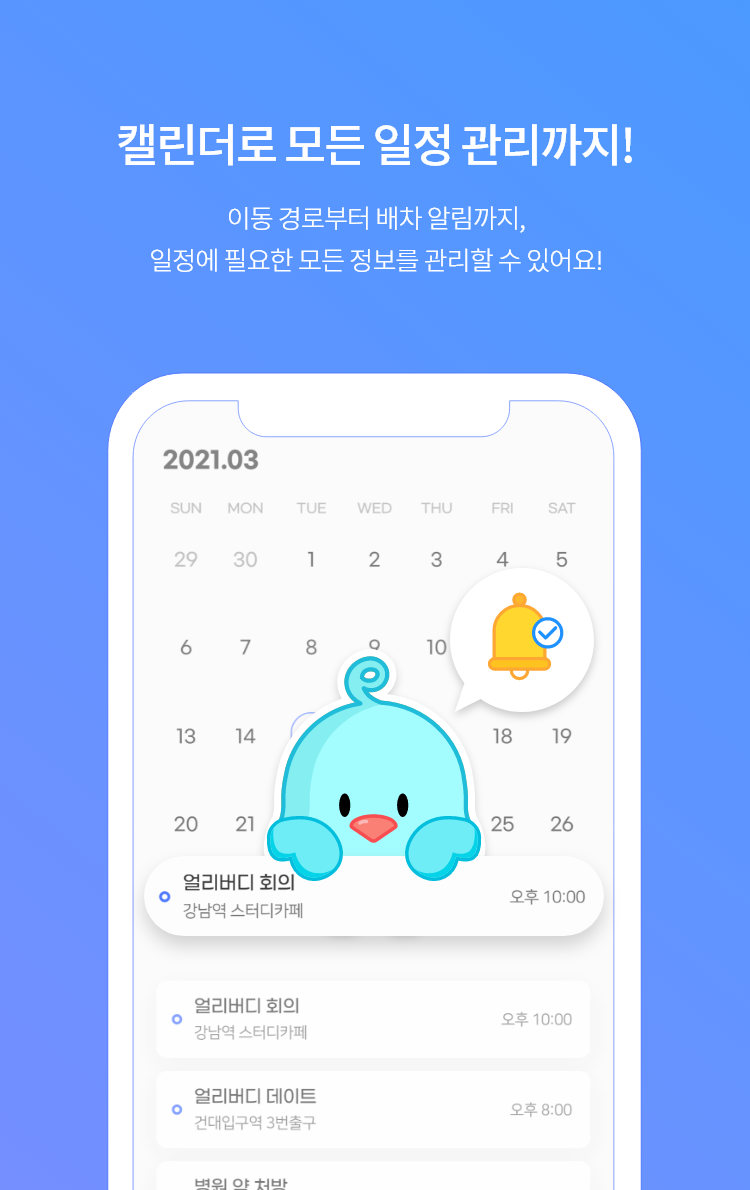 캘린더로 모든 일정 관리까지!
이동 경로부터 배차 알림까지,
일정에 필요한 모든 정보를 관리할 수 있어요!
2021.03
SUN MON TUE WED THU FRI SAT
29 30 1 2 3 4 5
6 7 8 9 10
13 14 18 19
20 21 25 26
얼리버디 회의
강남역 스터디카페
오후 10:00
얼리버디 회의
강남역 스터디카페
오후 10:00
얼리버디 데이트
건대입구역 3번출구
오후 8:00
병원 약 처방